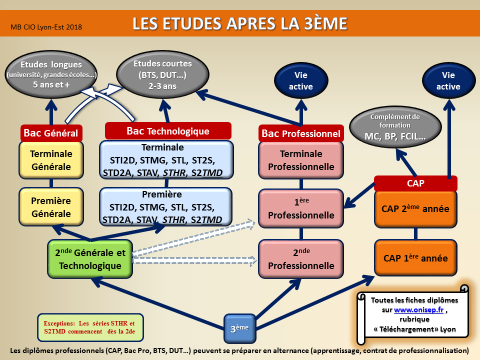 MB CIO Lyon-Est 2018
LES ETUDES APRES LA 3ÈME
Etudes longues
(université, grandes écoles...)
5 ans et +
Etudes courtes
(BTS, DUT...)
2-3 ans
Vie
active
Vie
active
Complément de
formation
MC, BP, FCIL...
Bac Général
Bac Technologique
Bac Professionnel
CAP
Terminale
Générale
Terminale
STI2D, STMG, STL, ST2S,
STD2A, STAV, STHR, S2TMD
Terminale
Professionnelle
Première
Générale
Première
STI2D, STMG, STL, ST2S,
STD2A, STAV, STHR, S2TMD
1ère
Professionnelle
CAP 2ème année
2nde Générale et
Technologique
2nde
Professionnelle
CAP 1ère année
3ème
Exceptions: Les séries STHR et
S2TMD commencent dès la 2de
Toutes les fiches diplômes
sur www.onisep.fr ,
rubrique
« Téléchargement» Lyon
Les diplômes professionnels (CAP, Bac Pro, BTS, DUT...) peuvent se préparer en alternance (apprentissage, contrat de professionnalisation)